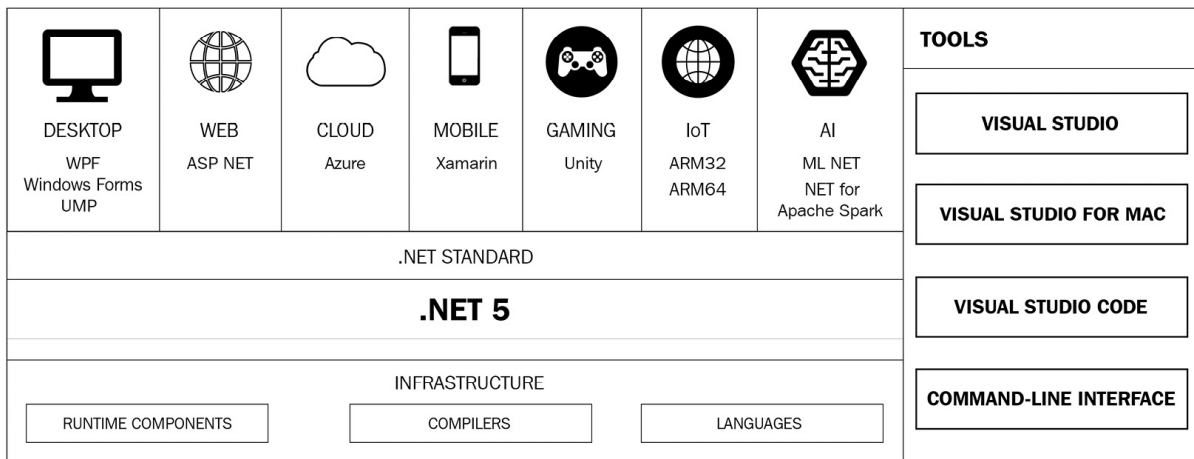 DESKTOP
WPF
Windows Forms
UMP
WEB
ASP NET
CLOUD
Azure
MOBILE
Xamarin
GAMING
Unity
IoT
ARM32
ARM64
AI
ML NET
NET for
Apache Spark
.NET STANDARD
.NET 5
INFRASTRUCTURE
RUNTIME COMPONENTS
COMPILERS
LANGUAGES
TOOLS
VISUAL STUDIO
VISUAL STUDIO FOR MAC
VISUAL STUDIO CODE
COMMAND-LINE INTERFACE